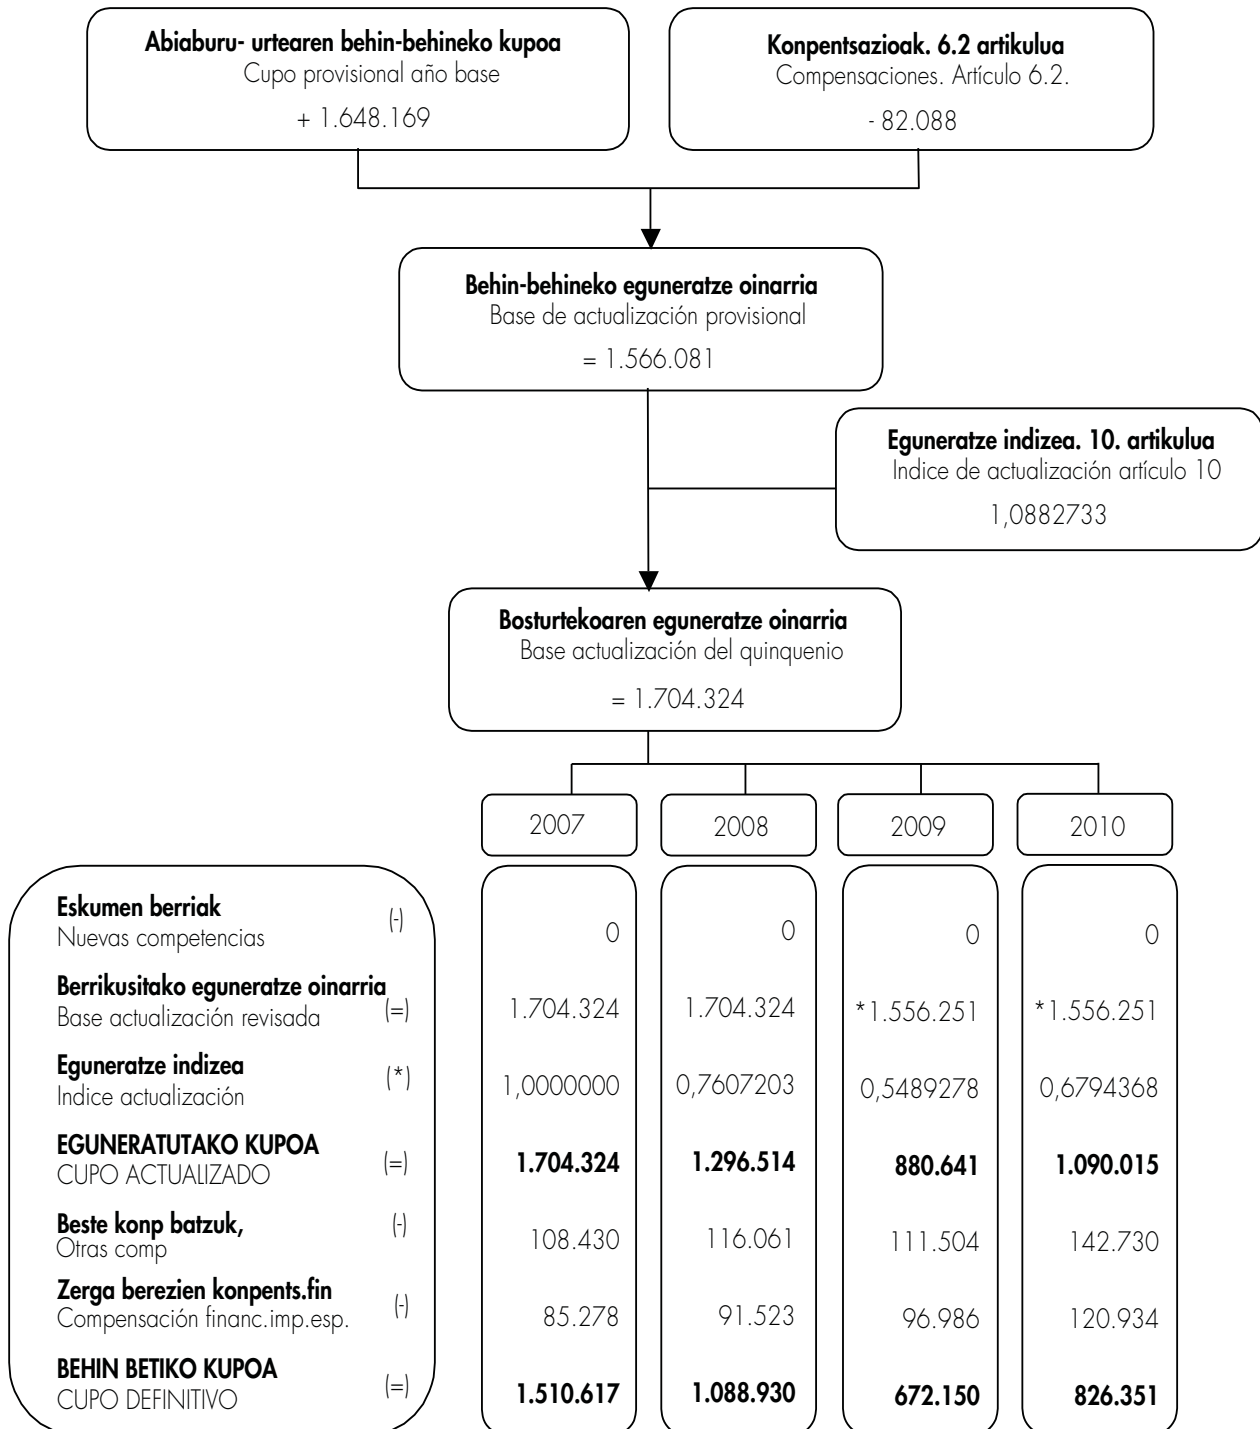 Abiaburu- urtearen behin-behineko kupoa
Cupo provisional año base
+ 1.648.169
Konpentsazioak. 6.2 artikulua
Compensaciones. Artículo 6.2.
- 82.088
Behin-behineko eguneratze oinarria
Base de actualización provisional
= 1.566.081
Eguneratze indizea. 10. artikulua
Indice de actualización artículo 10
1,0882733
Bosturtekoaren eguneratze oinarria
Base actualización del quinquenio
= 1.704.324
2007 2008 2009 2010
Eskumen berriak
Nuevas competencias (-) 0 0 0 0
Berrikusitako eguneratze oinarria
Base actualización revisada (=) 1.704.324 1.704.324 *1.556.251 *1.556.251
Eguneratze indizea
Indice actualización (*) 1,0000000 0,7607203 0,5489278 0,6794368
EGUNERATUTAKO KUPOA
CUPO ACTUALIZADO (=) 1.704.324 1.296.514 880.641 1.090.015
Beste konp batzuk,
Otras comp (-) 108.430 116.061 111.504 142.730
Zerga berezien konpents.fin
Compensación financ.imp.esp. (-) 85.278 91.523 96.986 120.934
BEHIN BETIKO KUPOA
CUPO DEFINITIVO (=) 1.510.617 1.088.930 672.150 826.351